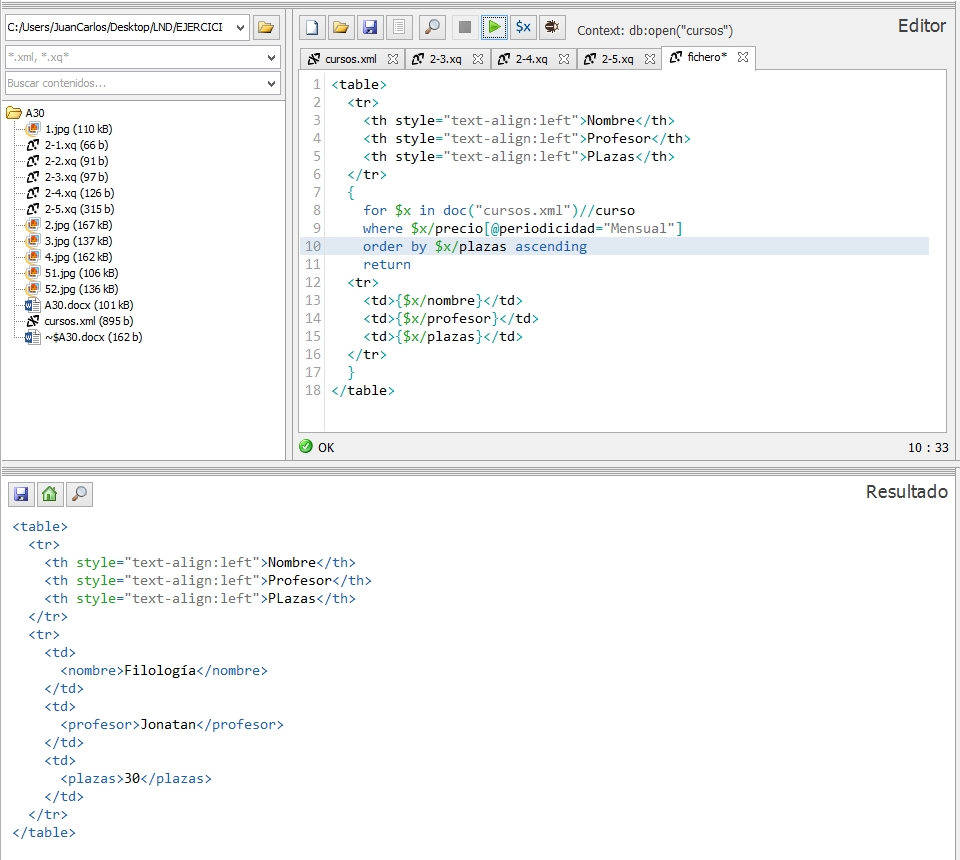 C:/Users/JuanCarlos/Desktop/LND/EJERCICI
*.xml, *.xq*
Buscar contenidos...
A30
1.jpg (110 kB)
2-1.xq (66 b)
2-2.xq (91 b)
2-3.xq (97 b)
2-4.xq (126 b)
2-5.xq (315 b)
2.jpg (167 kB)
3.jpg (137 kB)
4.jpg (162 kB)
51.jpg (106 kB)
52.jpg (136 kB)
A30.docx (101 kB)
cursos.xml (895 b)
~$A30.docx (162 b)
$x Context: db:open("cursos") Editor
cursos.xml 2-3.xq 2-4.xq 2-5.xq fichero*
1 <table>
2 <tr>
3 <th style="text-align:left">Nombre</th>
4 <th style="text-align:left">Profesor</th>
5 <th style="text-align:left">PLazas</th>
6 </tr>
7 {
8 for $x in doc("cursos.xml")//curso
9 where $x/precio[@periodicidad="Mensual"]
10 order by $x/plazas ascending
11 return
12 <tr>
13 <td>{$x/nombre}</td>
14 <td>{$x/profesor}</td>
15 <td>{$x/plazas}</td>
16 </tr>
17 }
18 </table>
OK 10 : 33
Resultado
<table>
<tr>
<th style="text-align:left">Nombre</th>
<th style="text-align:left">Profesor</th>
<th style="text-align:left">PLazas</th>
</tr>
<tr>
<td>
<nombre>Filología</nombre>
</td>
<td>
<profesor>Jonatan</profesor>
</td>
<td>
<plazas>30</plazas>
</td>
</tr>
</table>